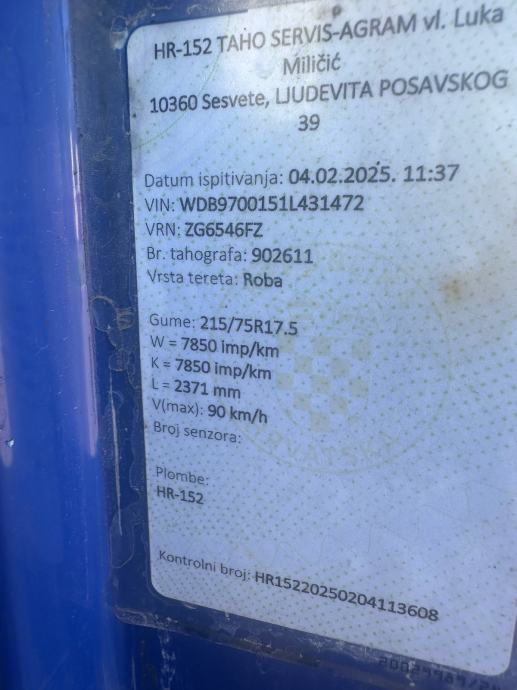 HR-152 TAHO SERVIS-AGRAM vl. Luka
Miličić
10360 Sesvete, LJUDEVITA POSAVSKOG
39
Datum ispitivanja: 04.02.2025. 11:37
VIN: WDB9700151L431472
VRN: ZG6546FZ
Br. tahografa: 902611
Vrsta tereta: Roba
Gume: 215/75R17.5
W = 7850 imp/km
K = 7850 imp/km
L = 2371 mm
V(max): 90 km/h
Broj senzora:
Plombe:
HR-152
Kontrolni broj: HR15220250204113608